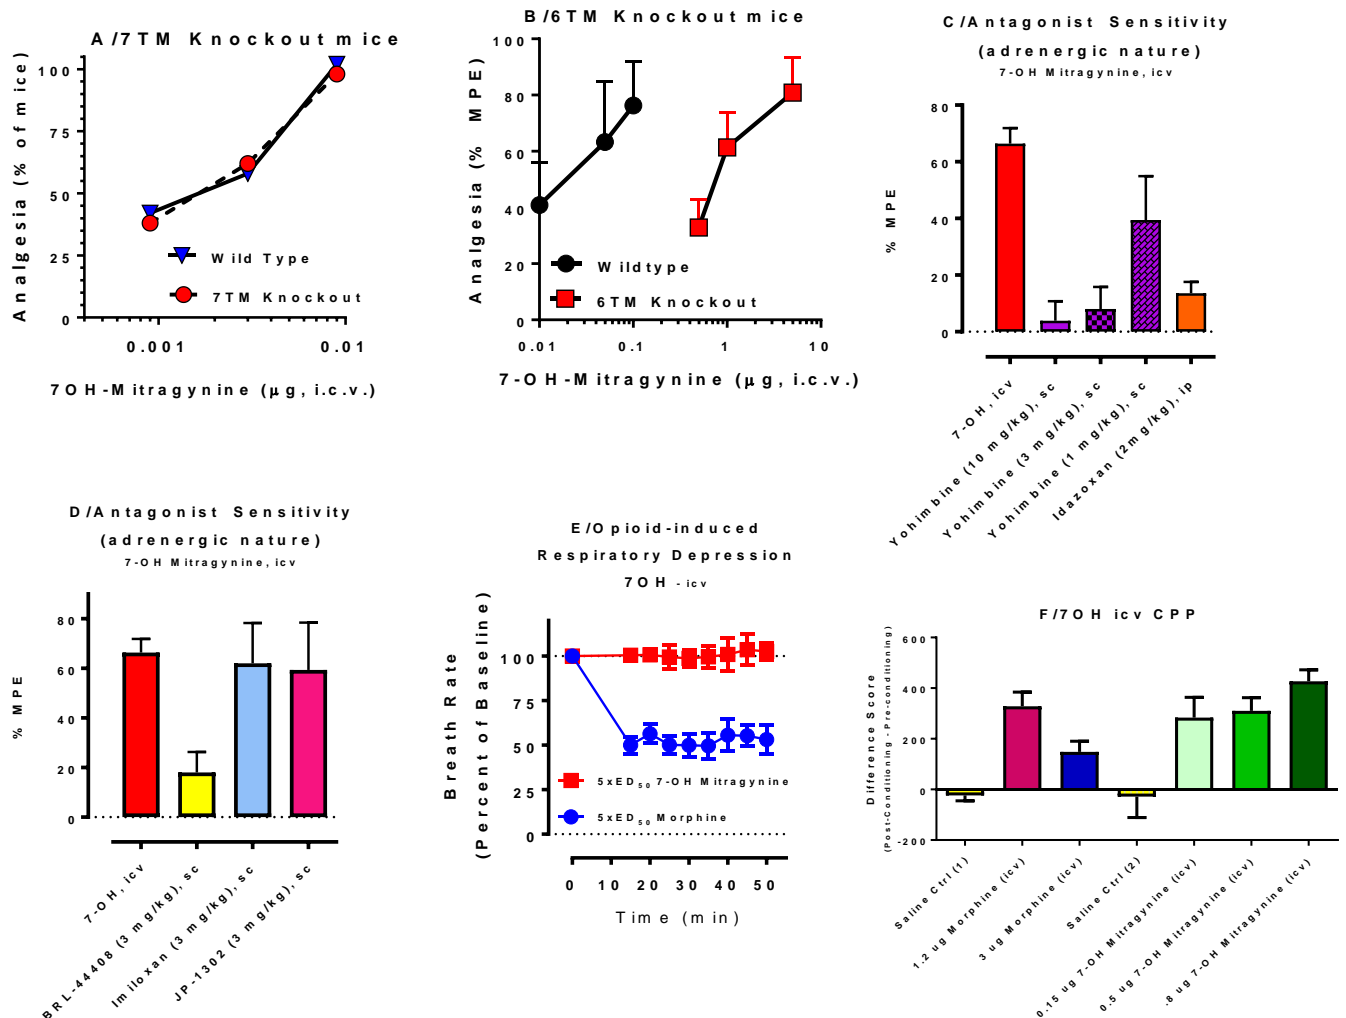 A/7TM Knockout mice
Analgesia (% of mice)
100
75
50
25
0
Wild Type
7TM Knockout
0.001 0.01
7OH-Mitragynine (μg, i.c.v.)
B/6TM Knockout mice
Analgesia (% MPE)
100
80
60
40
20
0
Wildtype
6TM Knockout
0.01 0.1 1 10
7-OH-Mitragynine (μg, i.c.v.)
C/Antagonist Sensitivity
(adrenergic nature)
7-OH Mitragynine, icv
% MPE
80
60
40
20
0
7-OH, icv
Yohimbine (10 mg/kg), sc
Yohimbine (3 mg/kg), sc
Yohimbine (1 mg/kg), sc
Idazoxan (2mg/kg), ip
D/Antagonist Sensitivity
(adrenergic nature)
7-OH Mitragynine, icv
% MPE
80
60
40
20
0
7-OH, icv
BRL-44408 (3 mg/kg), sc
Imiloxan (3 mg/kg), sc
JP-1302 (3 mg/kg), sc
E/Opioid-induced
Respiratory Depression
7OH - icv
Breath Rate
(Percent of Baseline)
100
75
50
25
0
5xED50 7-OH Mitragynine
5xED50 Morphine
0 10 20 30 40 50
Time (min)
F/7OH icv CPP
Difference Score
(Post-Conditioning - Pre-conditioning)
600
400
200
0
-200
Saline Ctrl (1)
1.2 ug Morphine (icv)
3 ug Morphine (icv)
Saline Ctrl (2)
0.15 ug 7-OH Mitragynine (icv)
0.5 ug 7-OH Mitragynine (icv)
.8 ug 7-OH Mitragynine (icv)